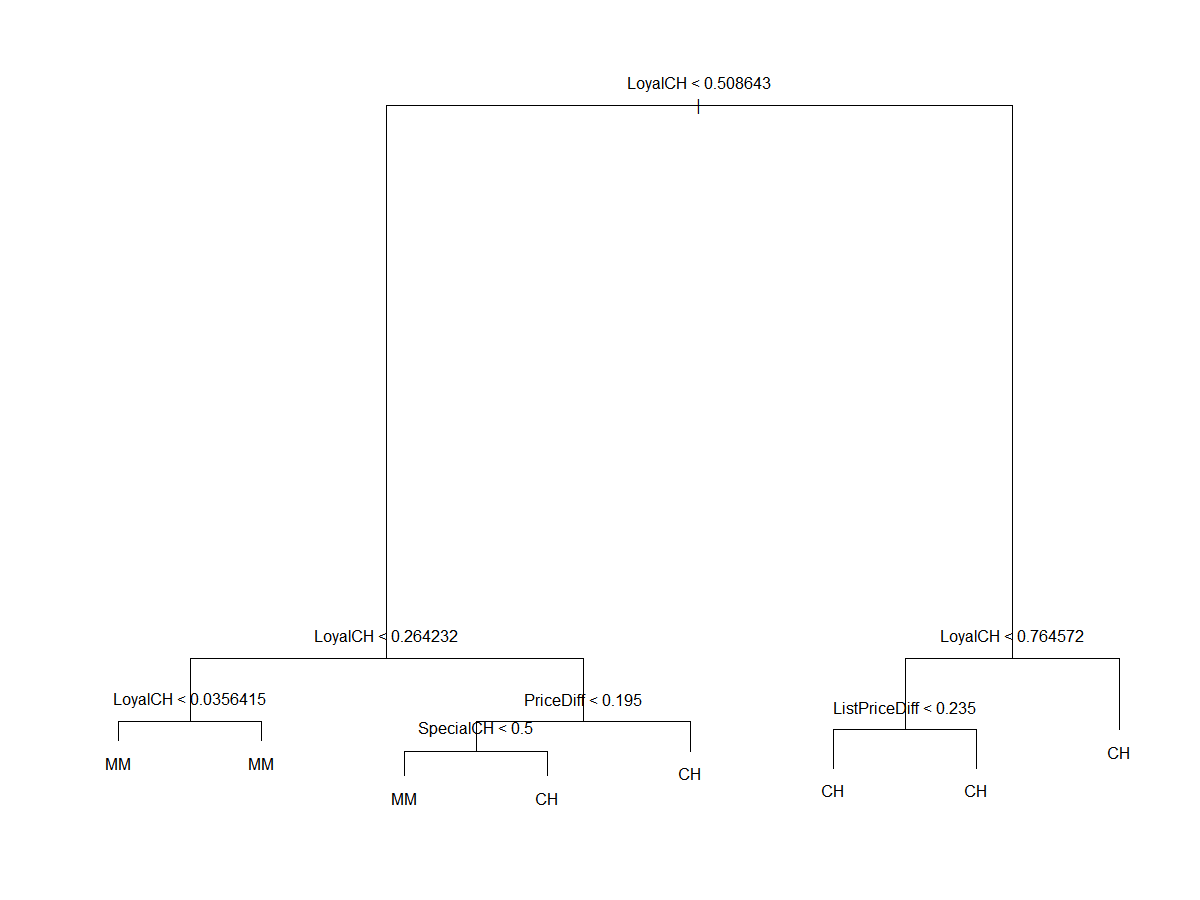 LoyalCH < 0.508643
LoyalCH < 0.264232
LoyalCH < 0.764572
LoyalCH < 0.0356415
PriceDiff < 0.195
ListPriceDiff < 0.235
SpecialCH < 0.5
CH
MM
MM
CH
CH
CH
MM
CH